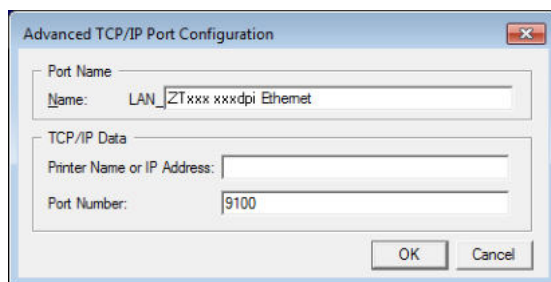 Advanced TCP/IP Port Configuration
Port Name
Name: LAN_ZTxxx xxxdpi Ethernet
TCP/IP Data
Printer Name or IP Address:
Port Number: 9100
OK Cancel